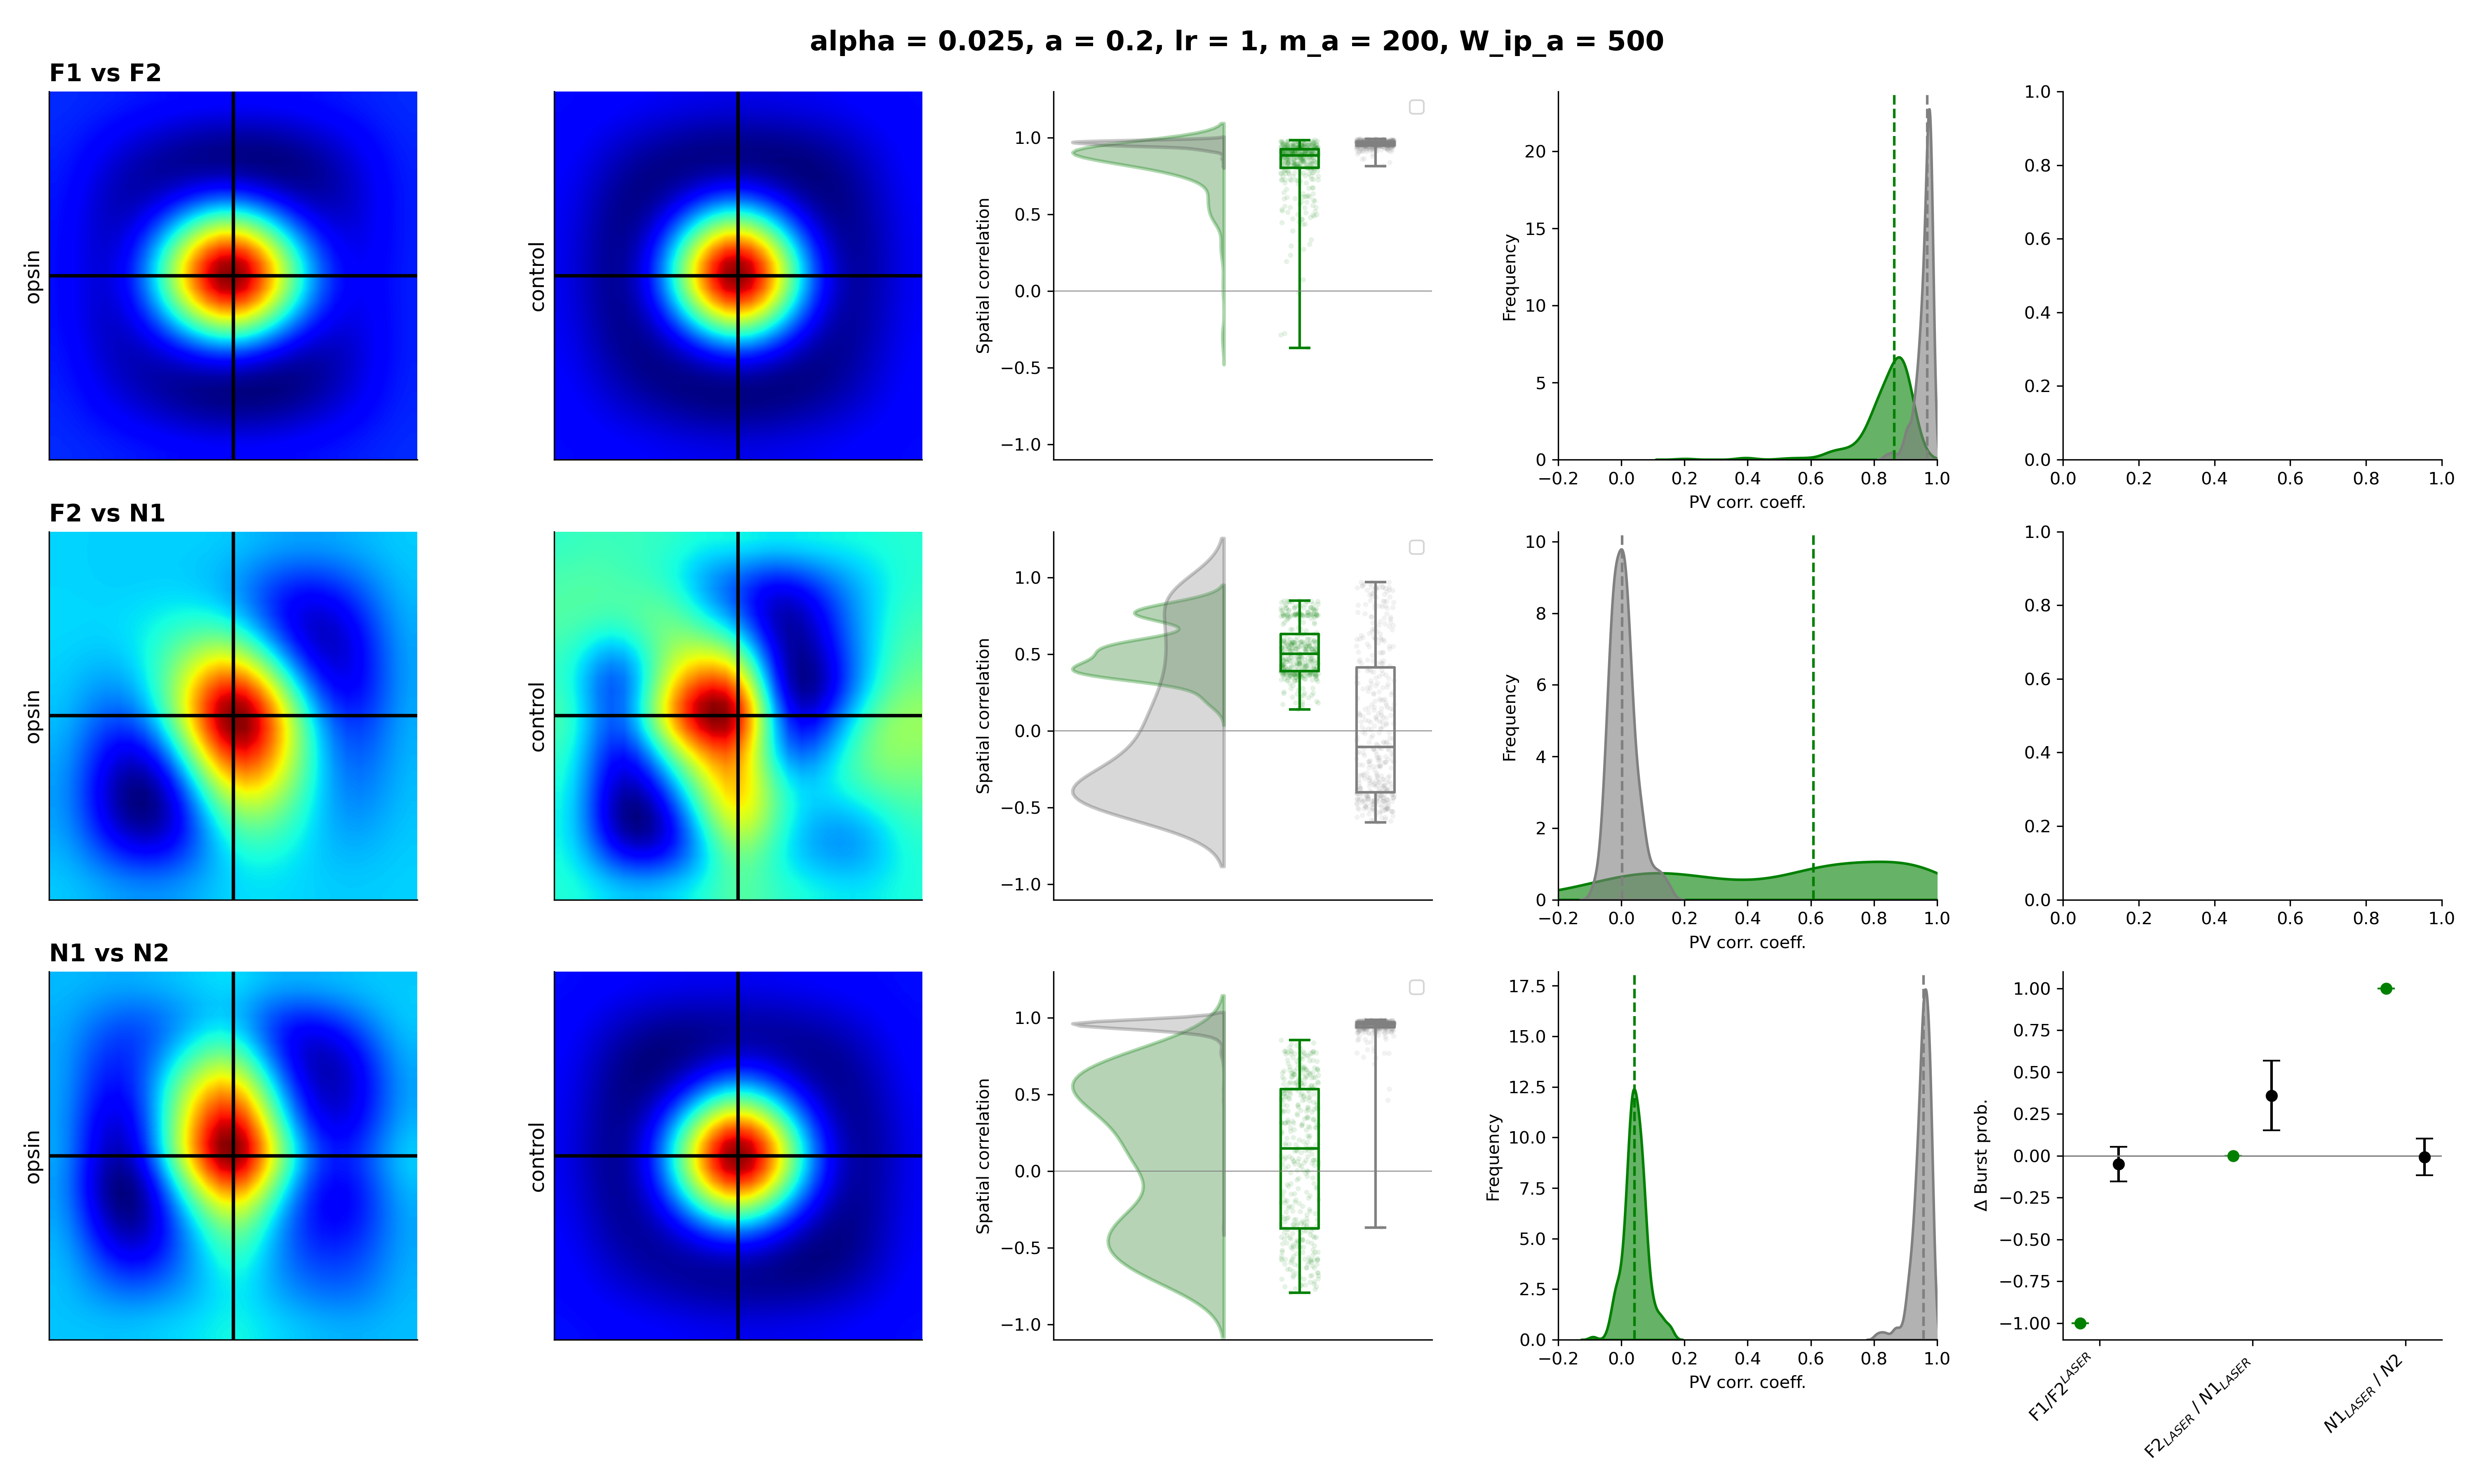 alpha = 0.025, a = 0.2, lr = 1, m_a = 200, W_ip_a = 500
F1 vs F2
opsin
control
Spatial correlation
1.0
0.5
0.0
−0.5
−1.0
Frequency
20
15
10
5
0
−0.2 0.0 0.2 0.4 0.6 0.8 1.0
PV corr. coeff.
1.0
0.8
0.6
0.4
0.2
0.0
0.0 0.2 0.4 0.6 0.8 1.0
F2 vs N1
opsin
control
Spatial correlation
1.0
0.5
0.0
−0.5
−1.0
Frequency
10
8
6
4
2
0
−0.2 0.0 0.2 0.4 0.6 0.8 1.0
PV corr. coeff.
1.0
0.8
0.6
0.4
0.2
0.0
0.0 0.2 0.4 0.6 0.8 1.0
N1 vs N2
opsin
control
Spatial correlation
1.0
0.5
0.0
−0.5
−1.0
Frequency
17.5
15.0
12.5
10.0
7.5
5.0
2.5
0.0
−0.2 0.0 0.2 0.4 0.6 0.8 1.0
PV corr. coeff.
Δ Burst prob.
1.00
0.75
0.50
0.25
0.00
−0.25
−0.50
−0.75
−1.00
F1/F2^LASER
F2_LASER / N1_LASER
N1_LASER / N2